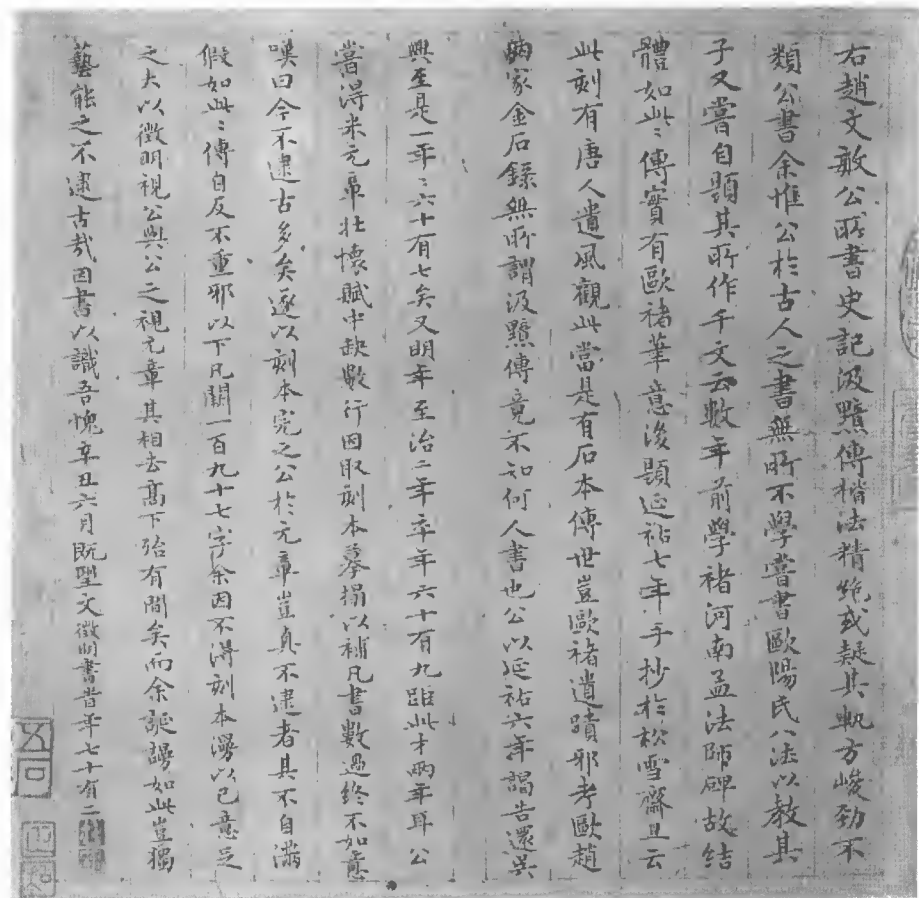 右趙文敏公所書史記汲黯傳楷法精絶或疑其軌方峻勁不
類公書余惟公於古人之書無所不學嘗書歐陽氏八法以教其
子又嘗自題其所作千文云數年前學褚河南孟法師碑故结
體如此〻傳實有歐褚華意後題延祐七年手抄於松雪齋且云
此刻有唐人遺風觀此當是有石本傳世豈歐褚遺蹟邪考歐趙
兩家金石錄無所謂汲黯傳竟不知何人書也公以延祐六年謁告還吴
興至是一年〻六十有七矣又明年至治二年卒年六十有九距此才两年耳公
嘗得米元章壯懷賦中缺數行因取刻本摹搨以補凡書數過終不如意
嘆曰今不逮古多矣遂以刻本完之公於元章豈真不逮者其不自滿
假如此〻傳自反不重邪以下凡闕一百九十七字余因不得刻本漫以己意足
之夫以徵明視公與公之視元章其相去高下殆有間矣而余誕謾如此豈獨
藝能之不逮古哉因書以識吾愧辛丑六月既望文徵明書昔年七十有二